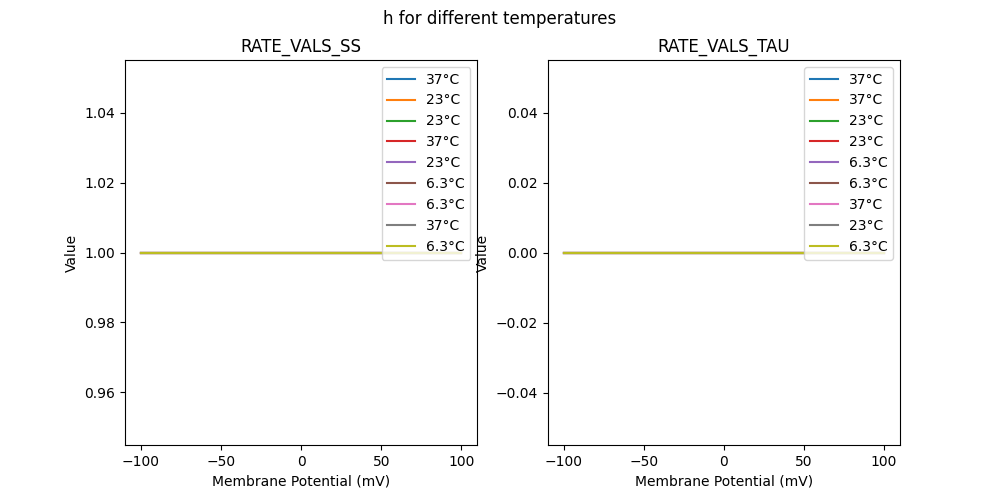 h for different temperatures
RATE_VALS_SS
1.04
1.02
1.00
0.98
0.96
Value
−100
−50
0
50
100
Membrane Potential (mV)
37°C
23°C
23°C
37°C
23°C
6.3°C
6.3°C
37°C
6.3°C
RATE_VALS_TAU
0.04
0.02
0.00
−0.02
−0.04
Value
−100
−50
0
50
100
Membrane Potential (mV)
37°C
37°C
23°C
23°C
6.3°C
6.3°C
37°C
23°C
6.3°C